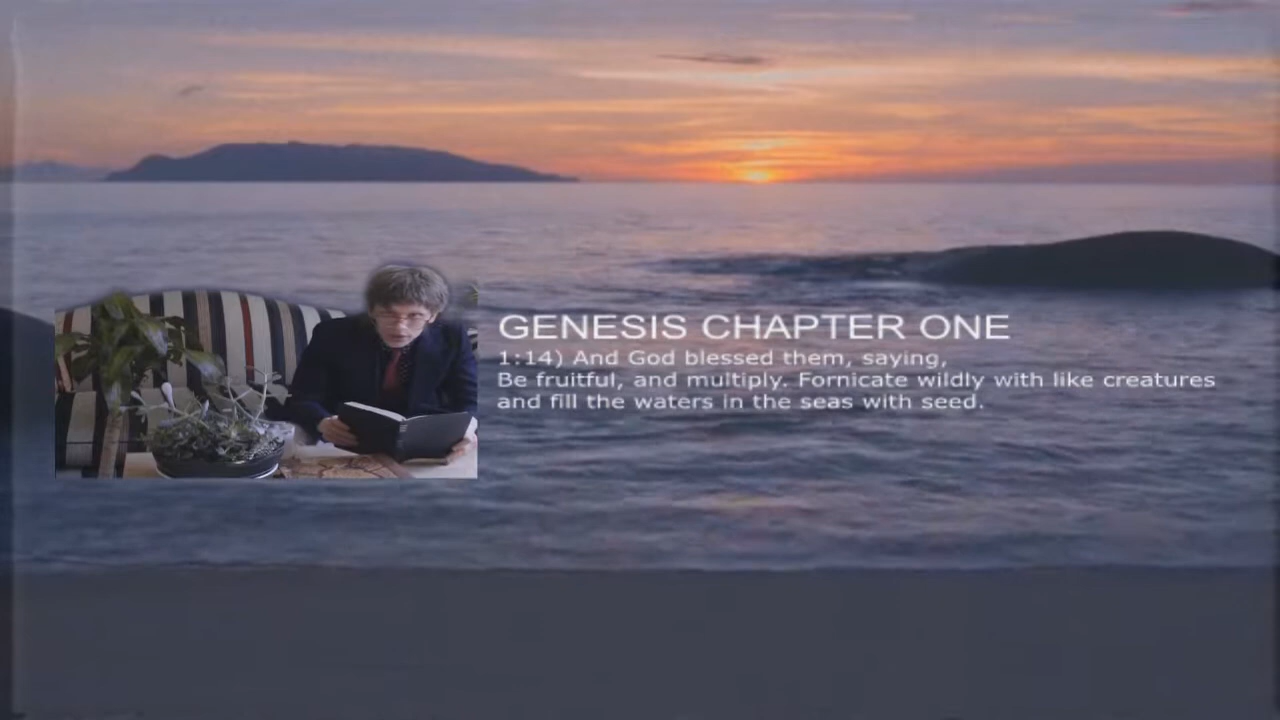 GENESIS CHAPTER ONE
1:14) And God blessed them, saying,
Be fruitful, and multiply. Fornicate wildly with like creatures
and fill the waters in the seas with seed.